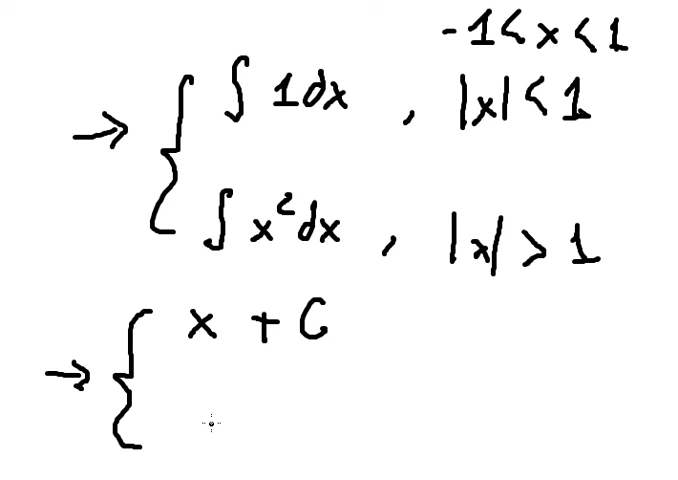 -1 < x < 1
→ { ∫ 1dx , |x| < 1
∫ x²dx , |x| > 1
→ { x + C